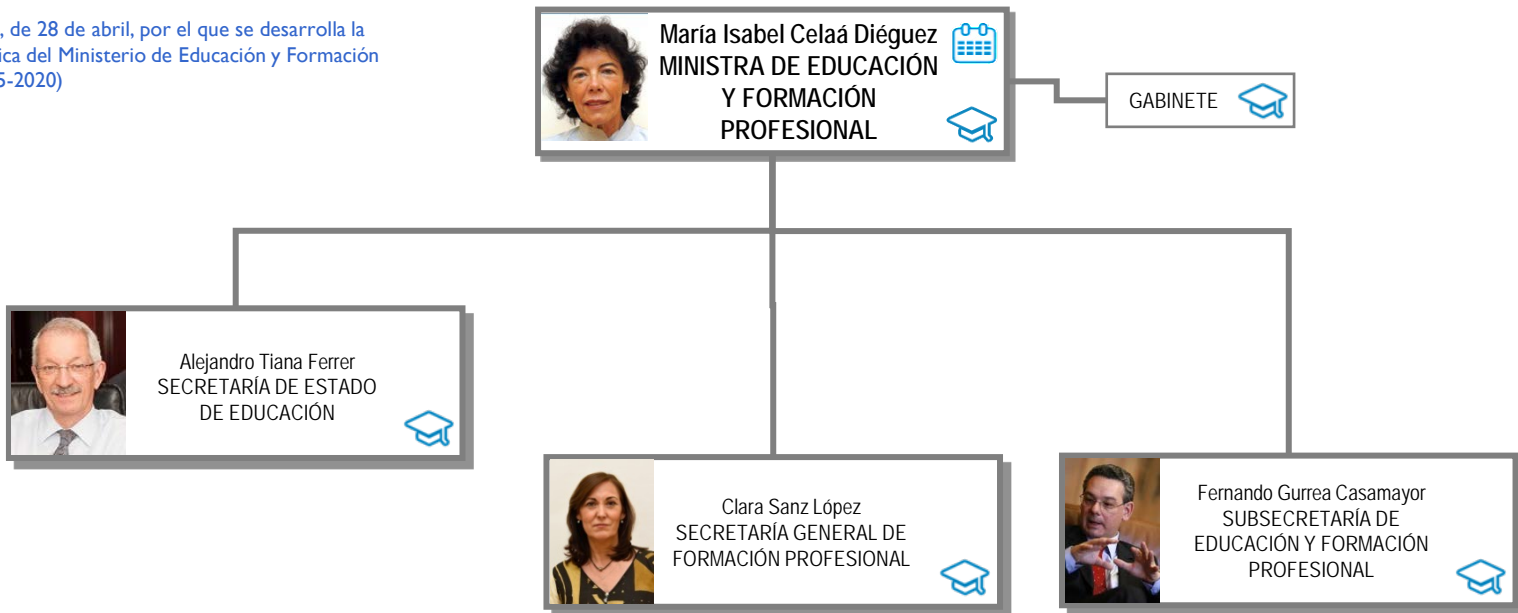 , de 28 de abril, por el que se desarrolla la
ica del Ministerio de Educación y Formación
5-2020)
María Isabel Celaá Diéguez
MINISTRA DE EDUCACIÓN
Y FORMACIÓN
PROFESIONAL
GABINETE
Alejandro Tiana Ferrer
SECRETARÍA DE ESTADO
DE EDUCACIÓN
Clara Sanz López
SECRETARÍA GENERAL DE
FORMACIÓN PROFESIONAL
Fernando Gurrea Casamayor
SUBSECRETARÍA DE
EDUCACIÓN Y FORMACIÓN
PROFESIONAL